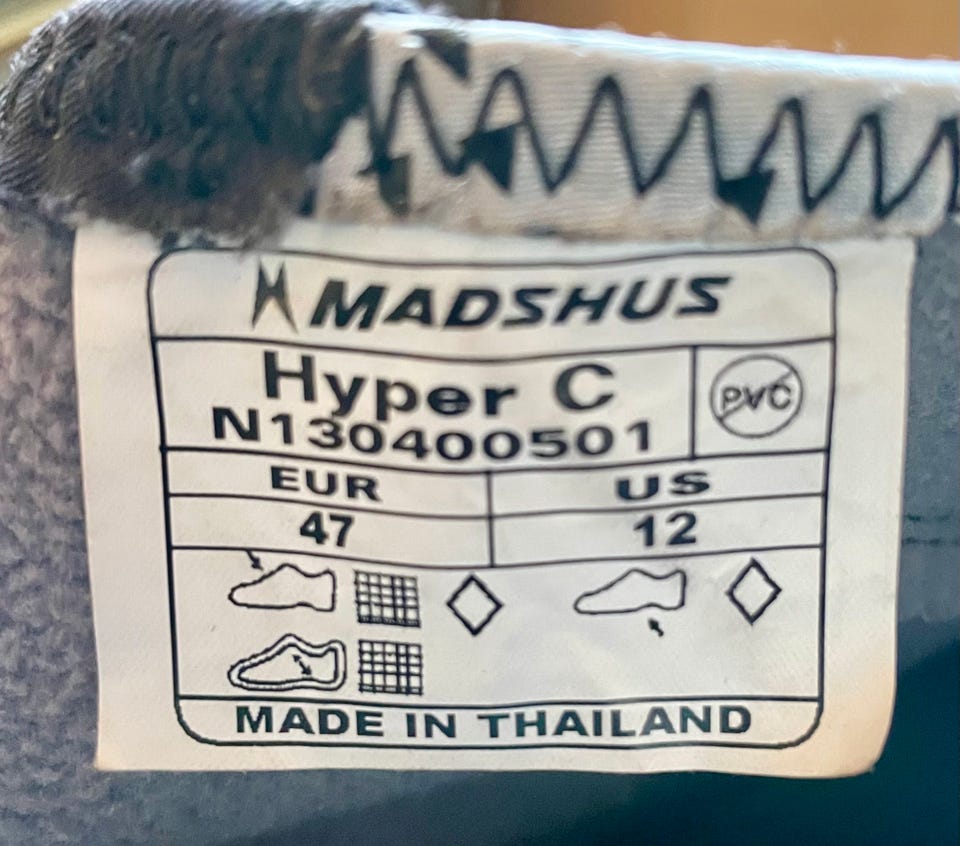 MADSHUS
Hyper C
N130400501
PVC
EUR US
47 12
MADE IN THAILAND